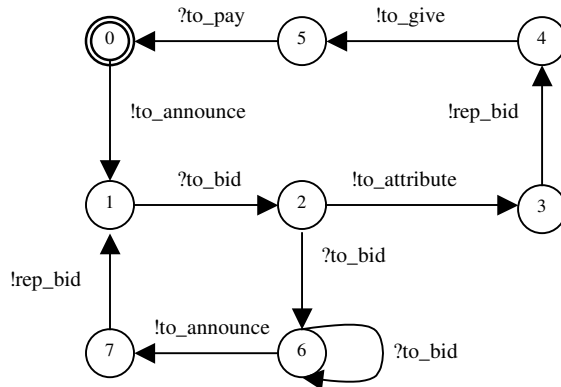 ?to_pay
!to_give
0
5
4
!to_announce
!rep_bid
?to_bid
!to_attribute
1
2
3
?to_bid
!rep_bid
!to_announce
7
6
?to_bid